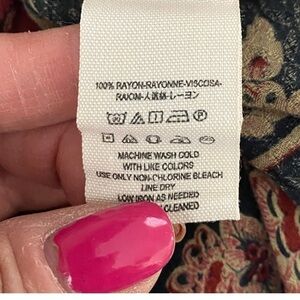 100% RAYON-RAYONNE-VISCOSA-
RAION-人造絲-レーヨン
MACHINE WASH COLD
WITH LIKE COLORS
USE ONLY NON-CHLORINE BLEACH
LINE DRY
LOW IRON AS NEEDED
CLEANED